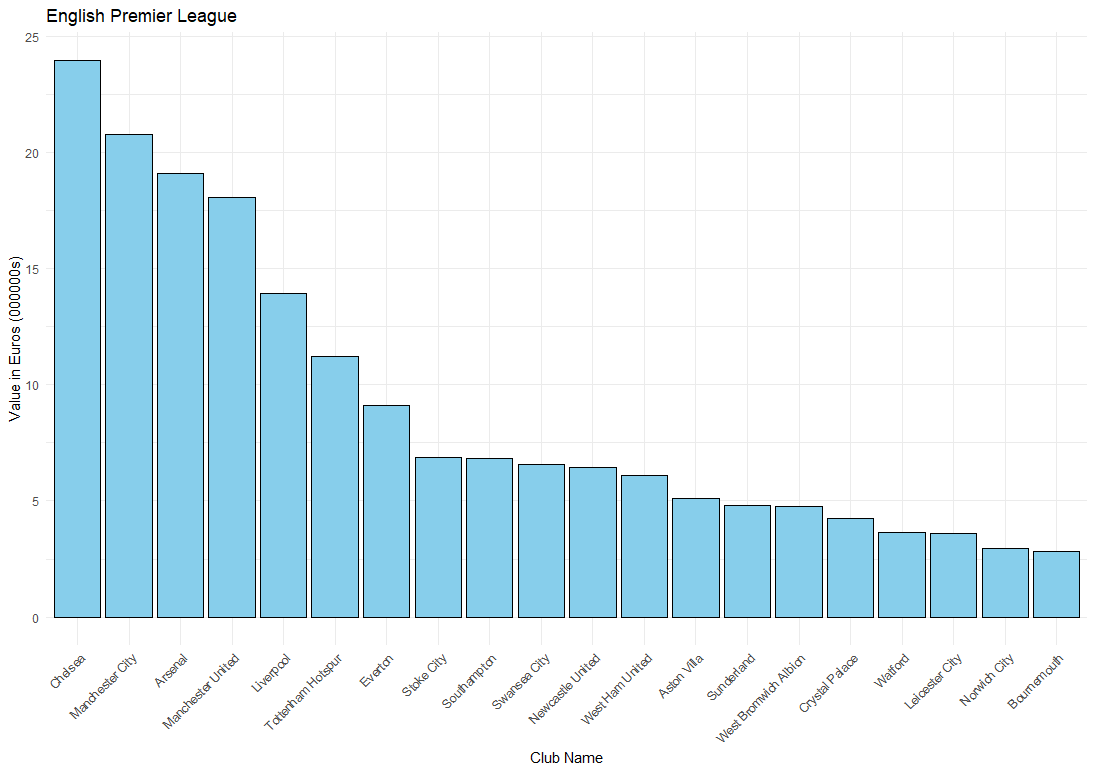 English Premier League
25
20
15
10
5
0
Value in Euros (000000s)
Chelsea
Manchester City
Arsenal
Manchester United
Liverpool
Tottenham Hotspur
Everton
Stoke City
Southampton
Swansea City
Newcastle United
West Ham United
Aston Villa
Sunderland
West Bromwich Albion
Crystal Palace
Watford
Leicester City
Norwich City
Bournemouth
Club Name